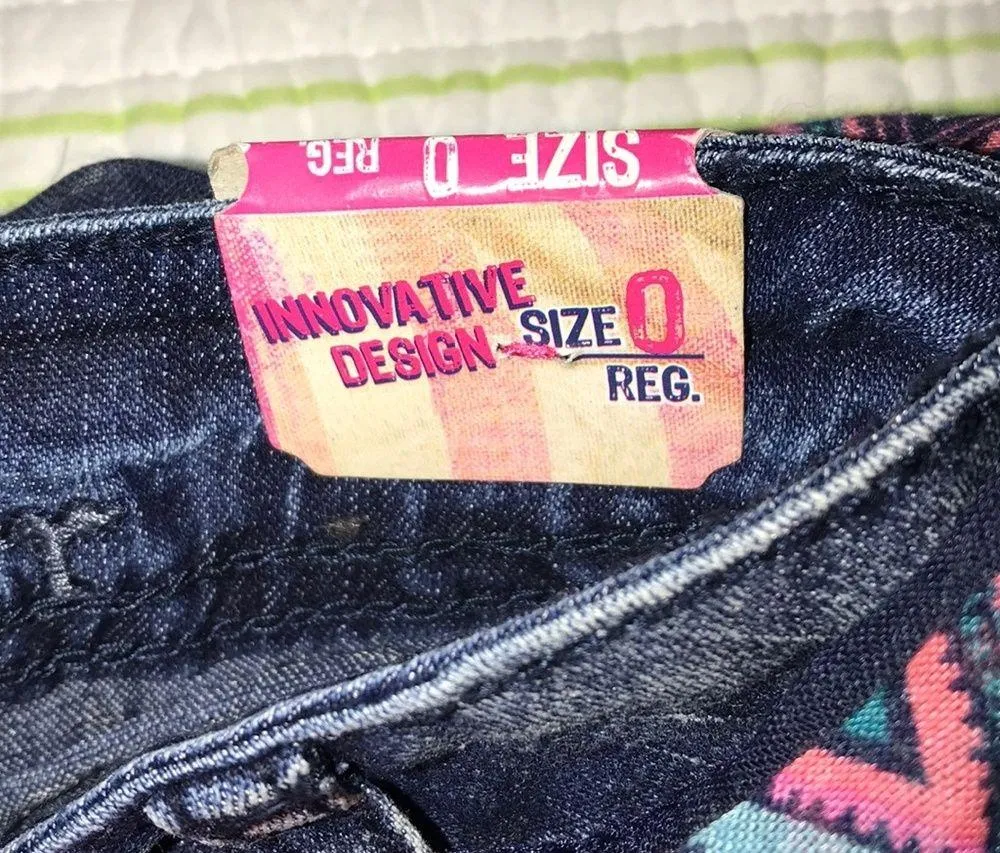 SIZE 0 REG.
INNOVATIVE
DESIGN
SIZE 0
REG.